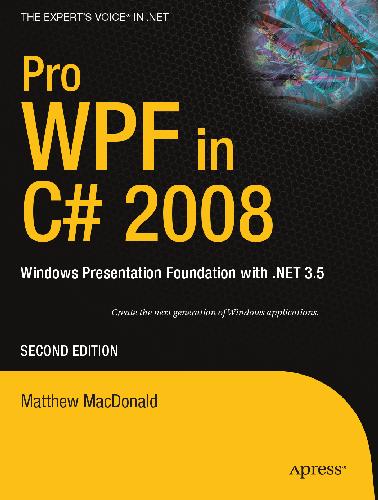 THE EXPERT'S VOICE® IN .NET
Pro
WPF in
C# 2008
Windows Presentation Foundation with .NET 3.5
Create the next generation of Windows applications.
SECOND EDITION
Matthew MacDonald
Apress™